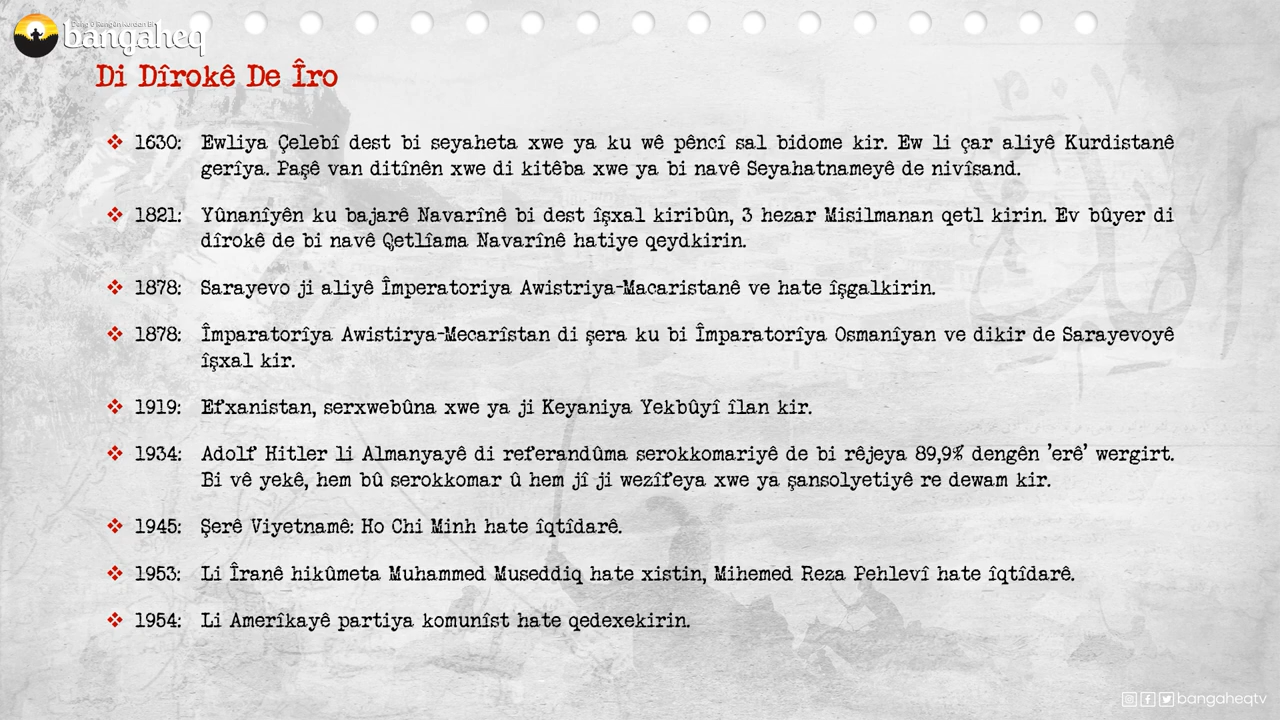 bangaheq
Di Dîrokê De Îro
❖ 1630: Ewliya Çelebî dest bi seyaheta xwe ya ku wê pêncî sal bidome kir. Ew li çar aliyê Kurdistanê
gerîya. Paşê van ditînên xwe di kitêba xwe ya bi navê Seyahatnameyê de nivîsand.
❖ 1821: Yûnanîyên ku bajarê Navarînê bi dest îşxal kiribûn, 3 hezar Misilmanan qetl kirin. Ev bûyer di
dîrokê de bi navê Qetlîama Navarînê hatiye qeydkirin.
❖ 1878: Sarayevo ji aliyê Împeratoriya Awistriya-Macaristanê ve hate îşgalkirin.
❖ 1878: Împaratorîya Awistirya-Mecarîstan di şera ku bi Împaratorîya Osmanîyan ve dikir de Sarayevoyê
îşxal kir.
❖ 1919: Efxanistan, serxwebûna xwe ya ji Keyaniya Yekbûyî îlan kir.
❖ 1934: Adolf Hitler li Almanyayê di referandûma serokkomariyê de bi rêjeya 89,9% dengên 'erê' wergirt.
Bi vê yekê, hem bû serokkomar û hem jî ji wezîfeya xwe ya şansolyetiyê re dewam kir.
❖ 1945: Şerê Viyetnamê: Ho Chi Minh hate îqtîdarê.
❖ 1953: Li Îranê hikûmeta Muhammed Museddiq hate xistin, Mihemed Reza Pehlevî hate îqtîdarê.
❖ 1954: Li Amerîkayê partiya komunîst hate qedexekirin.
bangaheqtv